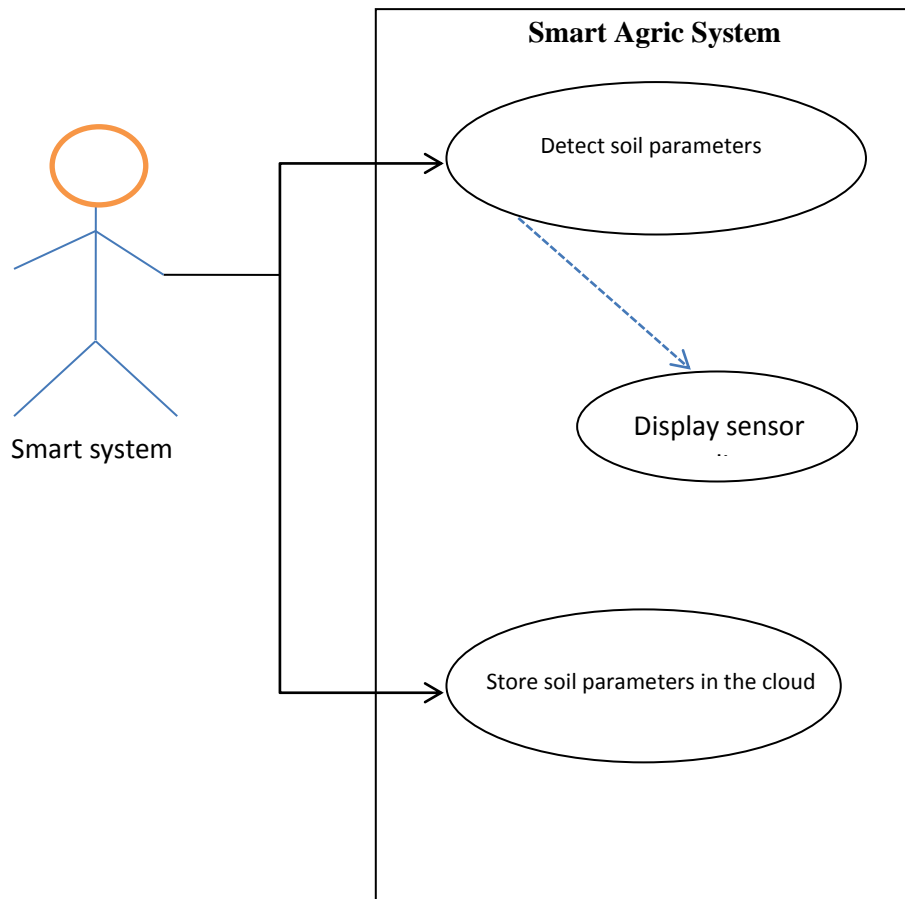 Smart Agric System
Detect soil parameters
Display sensor
Smart system
Store soil parameters in the cloud